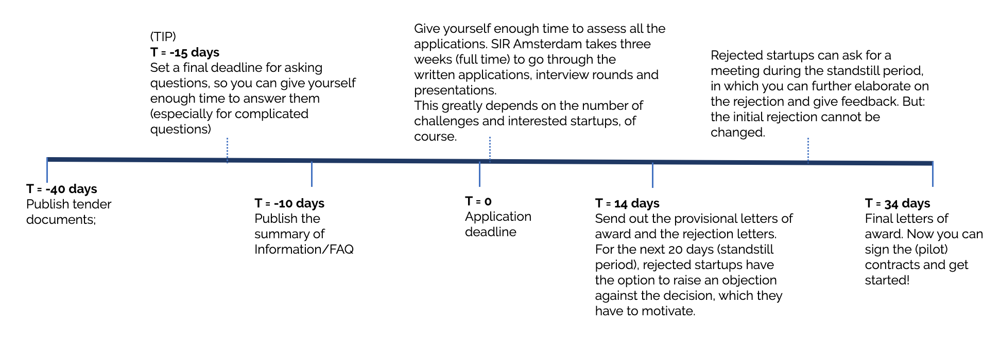 (TIP)
T = -15 days
Set a final deadline for asking
questions, so you can give yourself
enough time to answer them
(especially for complicated
questions)
Give yourself enough time to assess all the
applications. SIR Amsterdam takes three
weeks (full time) to go through the
written applications, interview rounds and
presentations.
This greatly depends on the number of
challenges and interested startups, of
course.
Rejected startups can ask for a
meeting during the standstill period,
in which you can further elaborate on
the rejection and give feedback. But:
the initial rejection cannot be
changed.
T = -40 days
Publish tender
documents;
T = -10 days
Publish the
summary of
Information/FAQ
T = 0
Application
deadline
T = 14 days
Send out the provisional letters of
award and the rejection letters.
For the next 20 days (standstill
period), rejected startups have
the option to raise an objection
against the decision, which they
have to motivate.
T = 34 days
Final letters of
award. Now you can
sign the (pilot)
contracts and get
started!